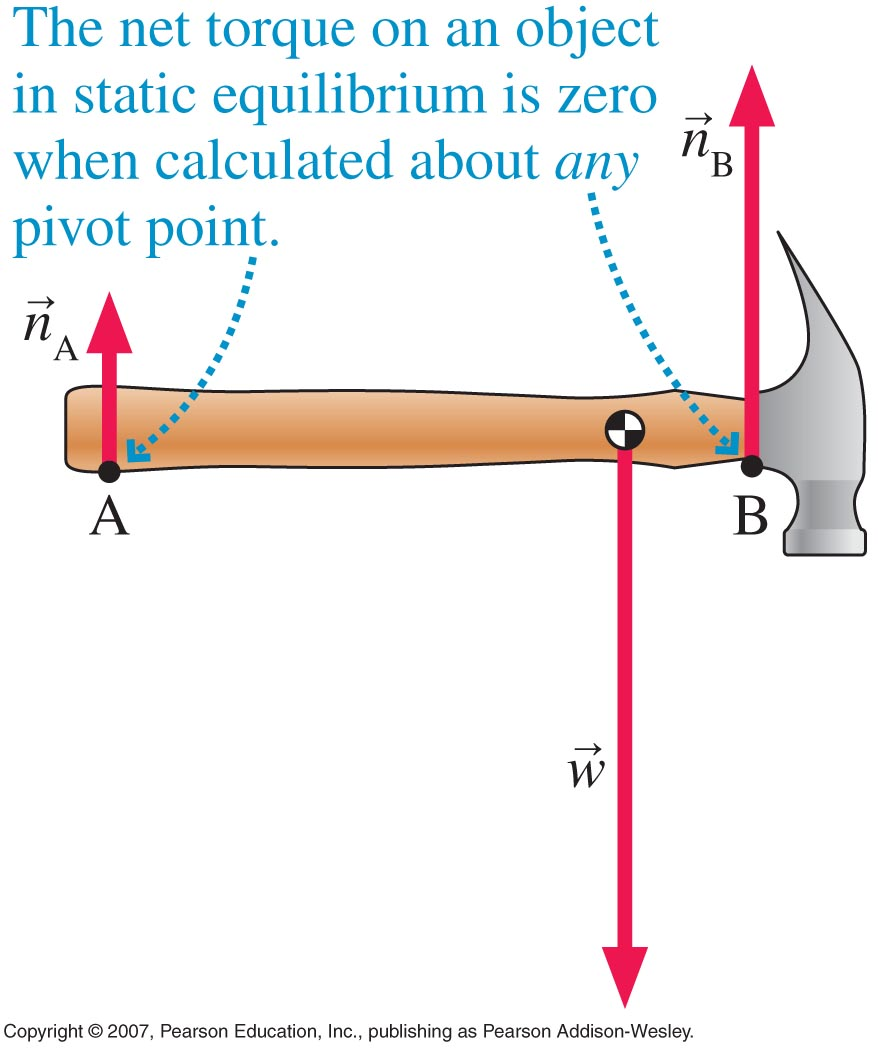 The net torque on an object
in static equilibrium is zero
when calculated about any
pivot point.
n⃗B
n⃗A
A
B
w⃗
Copyright © 2007, Pearson Education, Inc., publishing as Pearson Addison-Wesley.